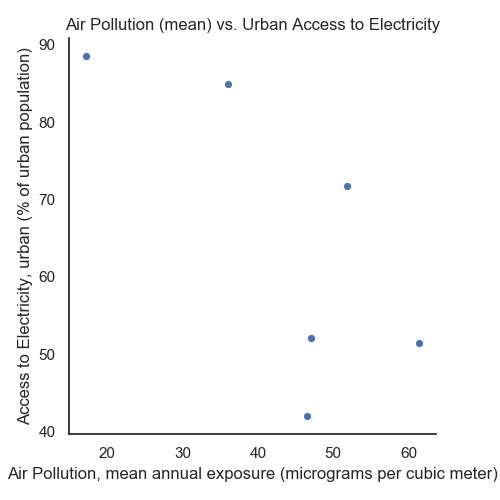 Air Pollution (mean) vs. Urban Access to Electricity
Access to Electricity, urban (% of urban population)
90
80
70
60
50
40
20 30 40 50 60
Air Pollution, mean annual exposure (micrograms per cubic meter)